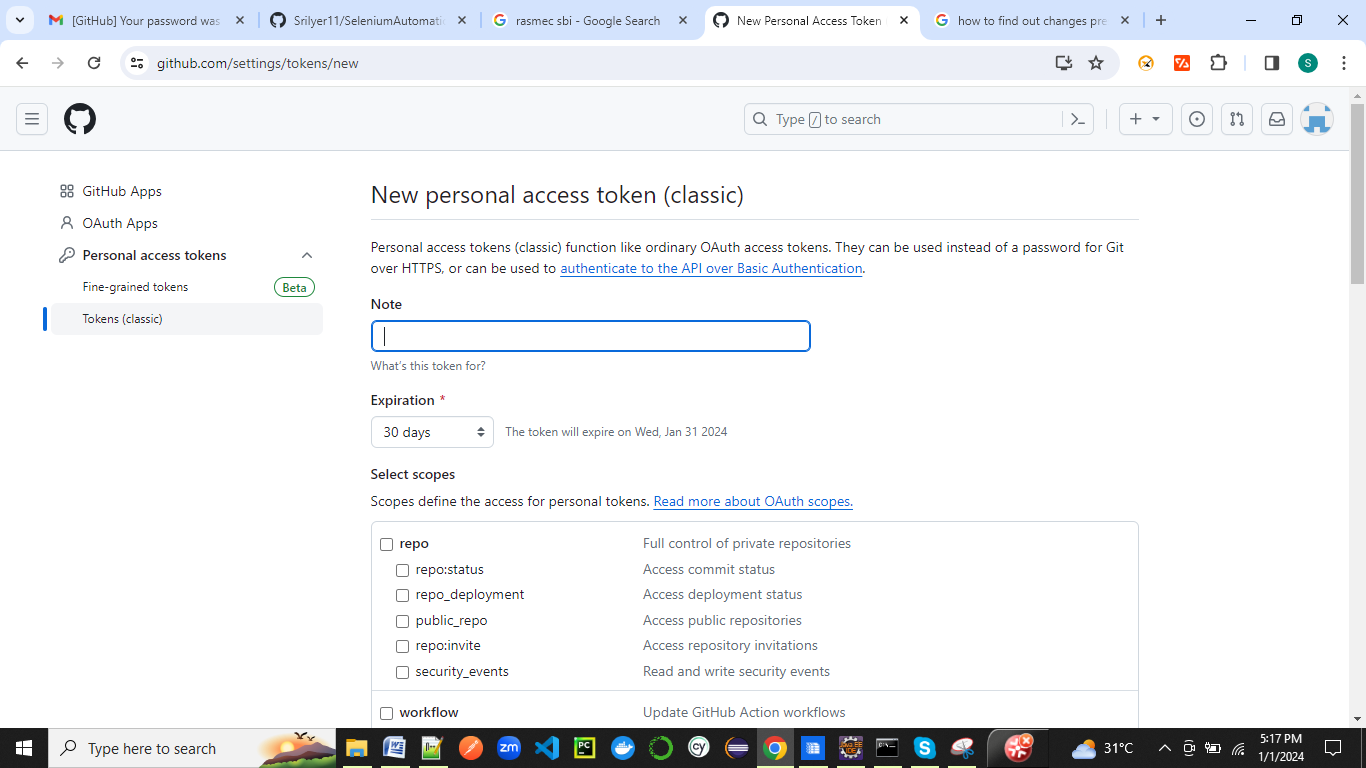 [GitHub] Your password was
Srilyer11/SeleniumAutomatic
rasmec sbi - Google Search
New Personal Access Token
how to find out changes pre
github.com/settings/tokens/new
S
Type / to search
GitHub Apps
OAuth Apps
Personal access tokens
Fine-grained tokens
Beta
Tokens (classic)
New personal access token (classic)
Personal access tokens (classic) function like ordinary OAuth access tokens. They can be used instead of a password for Git
over HTTPS, or can be used to authenticate to the API over Basic Authentication.
Note
What's this token for?
Expiration *
30 days
The token will expire on Wed, Jan 31 2024
Select scopes
Scopes define the access for personal tokens. Read more about OAuth scopes.
repo Full control of private repositories
repo:status Access commit status
repo_deployment Access deployment status
public_repo Access public repositories
repo:invite Access repository invitations
security_events Read and write security events
workflow Update GitHub Action workflows
Type here to search
zm
PC
cy
31°C
5:17 PM
1/1/2024